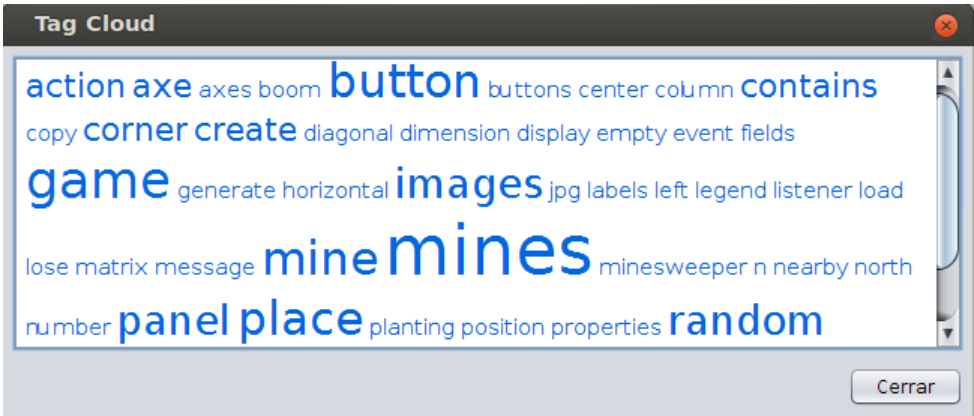 Tag Cloud
action axe axes boom button buttons center column contains
copy corner create diagonal dimension display empty event fields
game generate horizontal images jpg labels left legend listener load
lose matrix message mine mines minesweeper n nearby north
number panel place planting position properties random
Cerrar